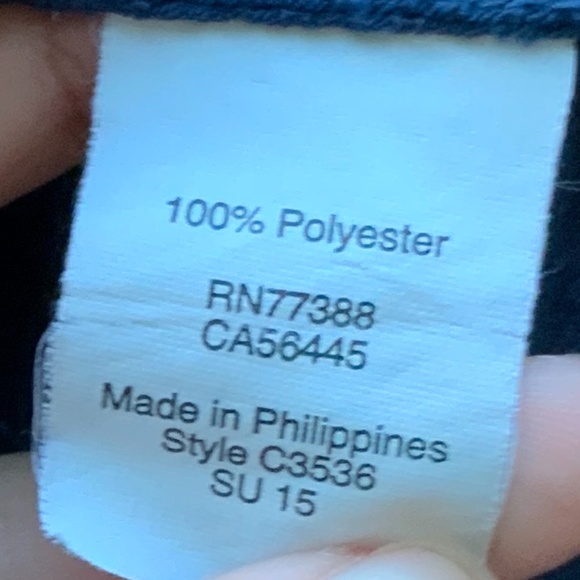 100% Polyester
RN77388
CA56445
Made in Philippines
Style C3536
SU 15